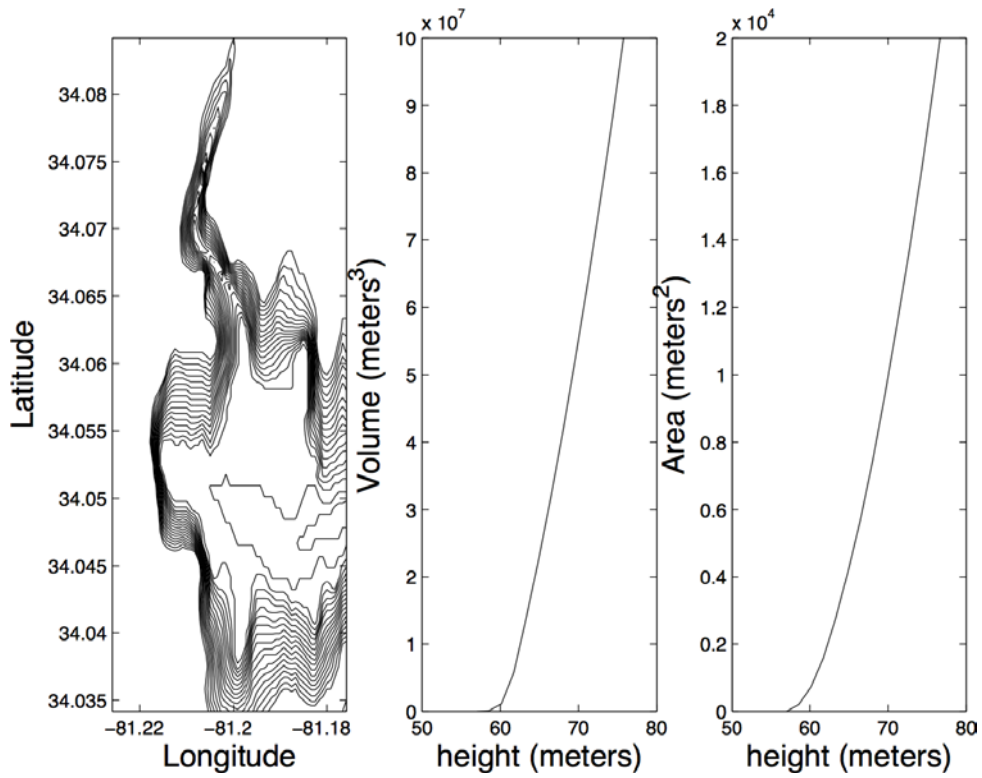 34.08
34.075
34.07
34.065
34.06
34.055
34.05
34.045
34.04
34.035
−81.22 −81.2 −81.18
Latitude
Longitude
x 10^7
10
9
8
7
6
5
4
3
2
1
0
50 60 70 80
Volume (meters^3)
height (meters)
x 10^4
2
1.8
1.6
1.4
1.2
1
0.8
0.6
0.4
0.2
0
50 60 70 80
Area (meters^2)
height (meters)